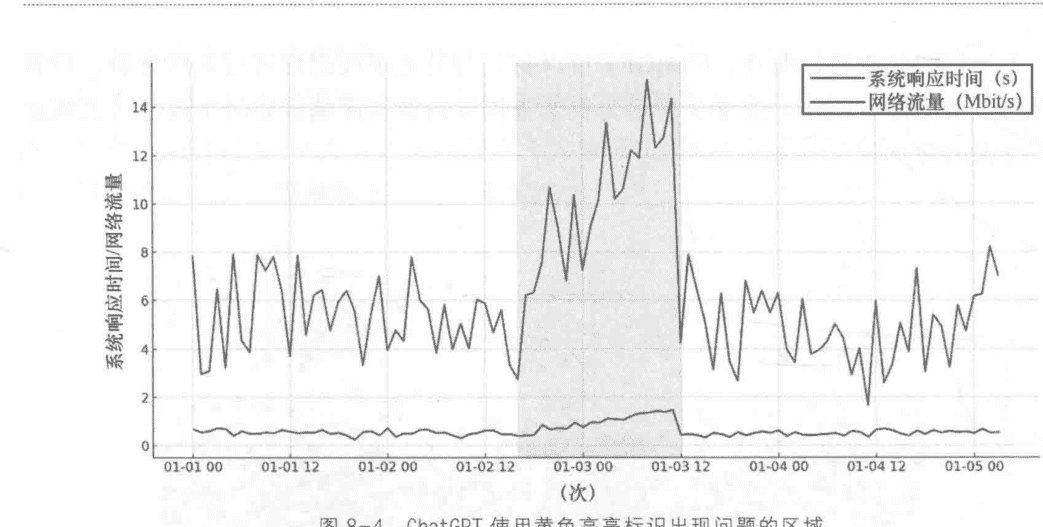 系统响应时间（s）
网络流量（Mbit/s）
系统响应时间/网络流量
14
12
10
8
6
4
2
0
01-01 00 01-01 12 01-02 00 01-02 12 01-03 00 01-03 12 01-04 00 01-04 12 01-05 00
（次）
图 8-4 ChatGPT 使用黄色高亮标识出现问题的区域